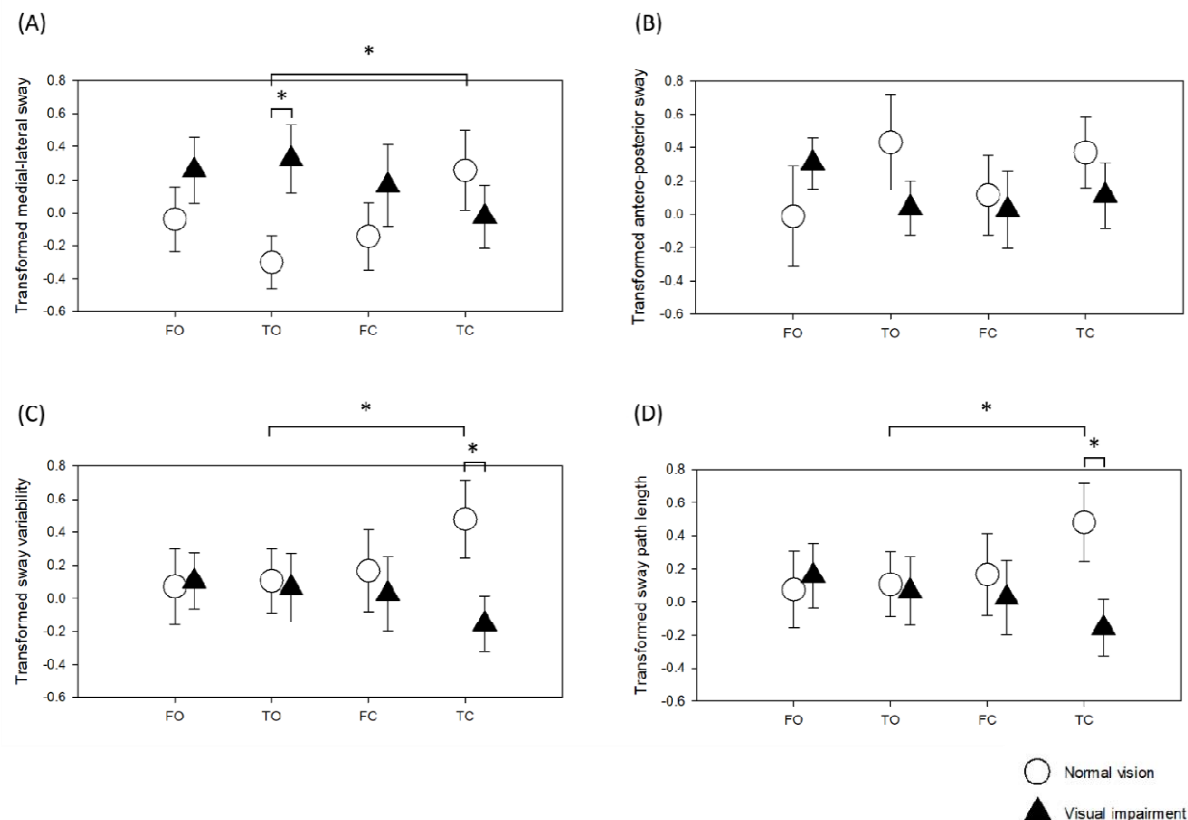 (A)
*
*
Transformed medial-lateral sway
0.8
0.6
0.4
0.2
0.0
-0.2
-0.4
-0.6
FO
TO
FC
TC
(B)
Transformed antero-posterior sway
0.8
0.6
0.4
0.2
0.0
-0.2
-0.4
-0.6
FO
TO
FC
TC
(C)
*
*
Transformed sway variability
0.8
0.6
0.4
0.2
0.0
-0.2
-0.4
-0.6
FO
TO
FC
TC
(D)
*
*
Transformed sway path length
0.8
0.6
0.4
0.2
0.0
-0.2
-0.4
-0.6
FO
TO
FC
TC
Normal vision
Visual impairment